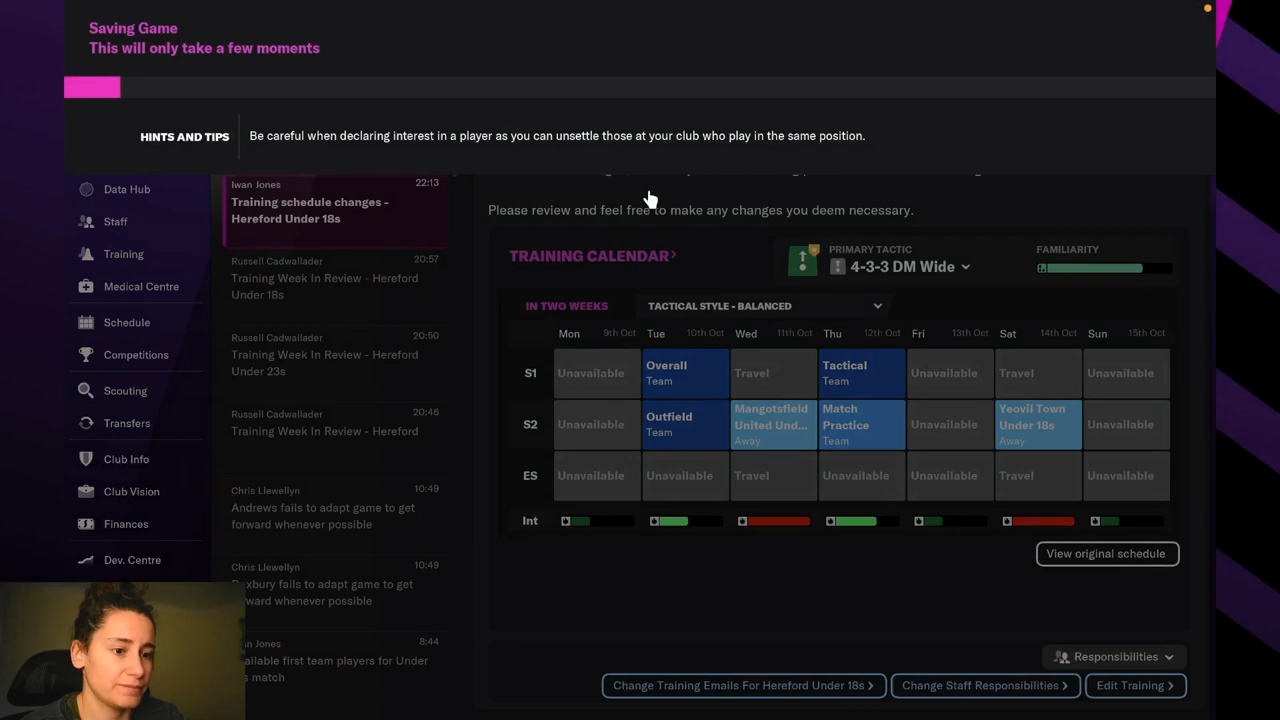 Saving Game
This will only take a few moments
HINTS AND TIPS
Be careful when declaring interest in a player as you can unsettle those at your club who play in the same position.
Data Hub
Staff
Training
Medical Centre
Schedule
Competitions
Scouting
Transfers
Club Info
Club Vision
Finances
Dev. Centre
Iwan Jones 22:13
Training schedule changes -
Hereford Under 18s
Russell Cadwallader 20:57
Training Week In Review - Hereford
Under 18s
Russell Cadwallader 20:50
Training Week In Review - Hereford
Under 23s
Russell Cadwallader 20:46
Training Week In Review - Hereford
Chris Llewellyn 10:49
Andrews fails to adapt game to get
forward whenever possible
Chris Llewellyn 10:49
fails to adapt game to get
forward whenever possible
Jones 8:44
first team players for Under
match
Please review and feel free to make any changes you deem necessary.
TRAINING CALENDAR
PRIMARY TACTIC
4-3-3 DM Wide
FAMILIARITY
IN TWO WEEKS
TACTICAL STYLE - BALANCED
Mon 9th Oct Tue 10th Oct Wed 11th Oct Thu 12th Oct Fri 13th Oct Sat 14th Oct Sun 15th Oct
S1 Unavailable Overall Team Travel Tactical Team Unavailable Travel Unavailable
S2 Unavailable Outfield Team Mangotsfield United Und... Away Match Practice Team Unavailable Yeovil Town Under 18s Away Unavailable
ES Unavailable Unavailable Travel Unavailable Unavailable Travel Unavailable
Int
View original schedule
Responsibilities
Change Training Emails For Hereford Under 18s
Change Staff Responsibilities
Edit Training